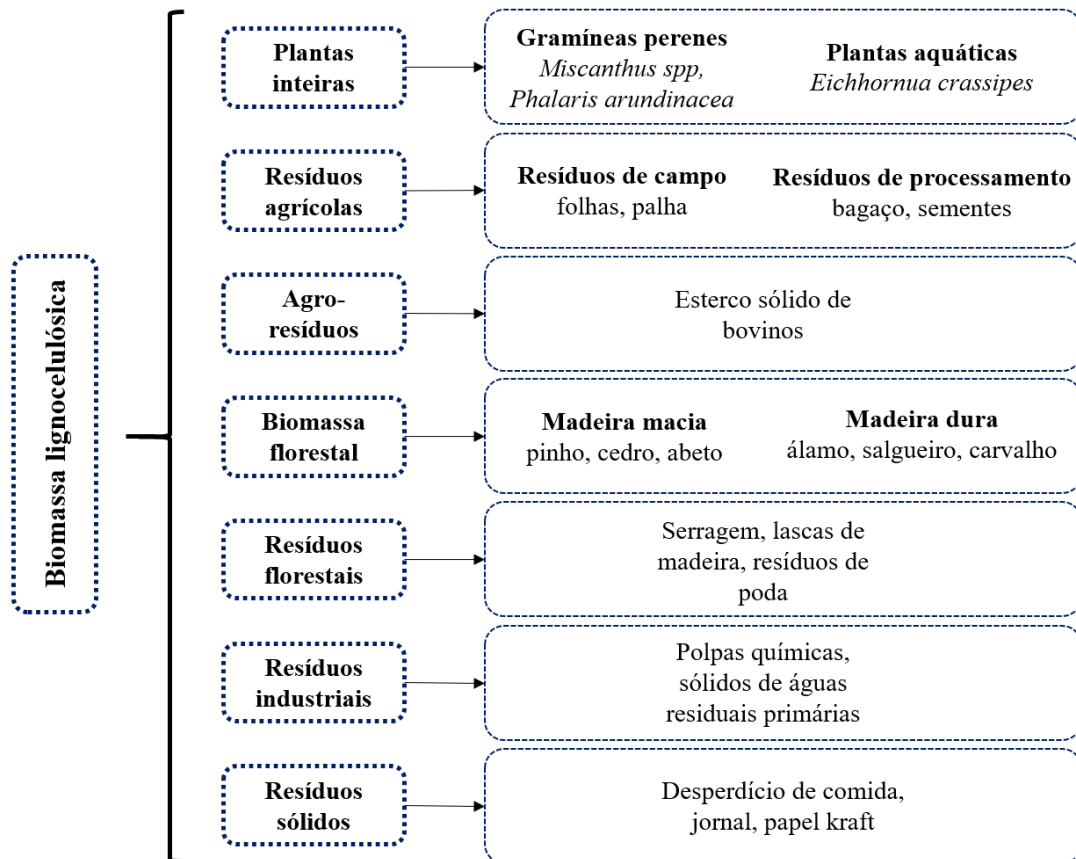 Biomassa lignocelulósica
Plantas
inteiras
Gramíneas perenes
Miscanthus spp,
Phalaris arundinacea
Plantas aquáticas
Eichhornua crassipes
Resíduos
agrícolas
Resíduos de campo
folhas, palha
Resíduos de processamento
bagaço, sementes
Agro-
resíduos
Esterco sólido de
bovinos
Biomassa
florestal
Madeira macia
pinho, cedro, abeto
Madeira dura
álamo, salgueiro, carvalho
Resíduos
florestais
Serragem, lascas de
madeira, resíduos de
poda
Resíduos
industriais
Polpas químicas,
sólidos de águas
residuais primárias
Resíduos
sólidos
Desperdício de comida,
jornal, papel kraft